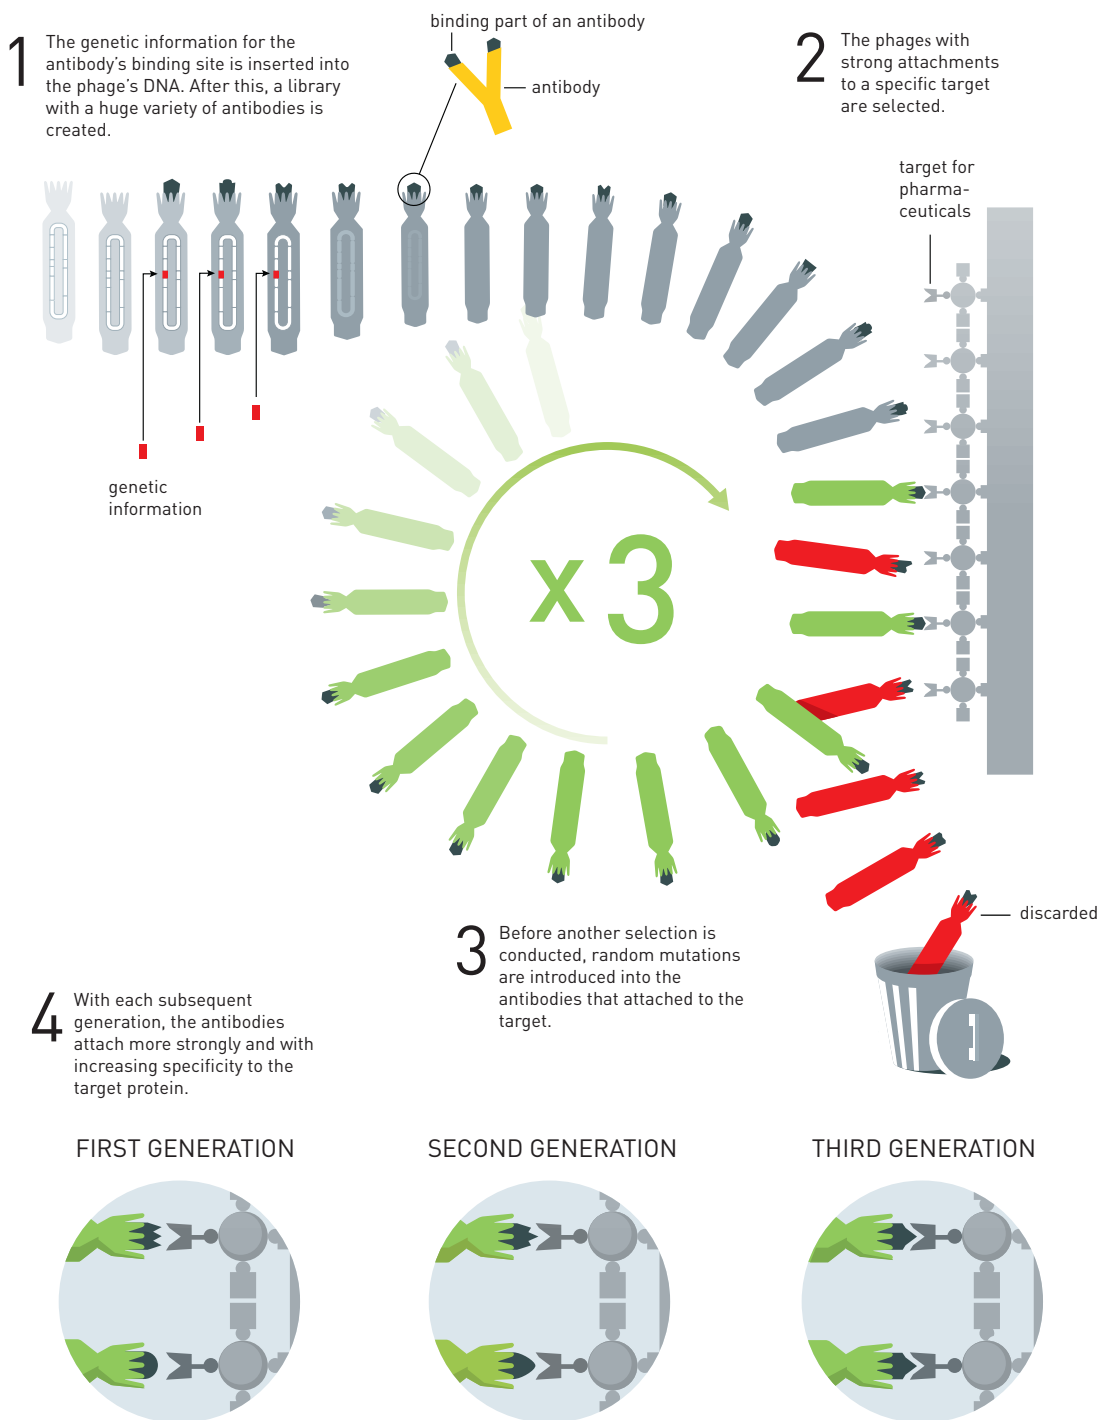 1
The genetic information for the
antibody's binding site is inserted into
the phage's DNA. After this, a library
with a huge variety of antibodies is
created.
binding part of an antibody
antibody
2
The phages with
strong attachments
to a specific target
are selected.
target for
pharma-
ceuticals
genetic
information
x 3
discarded
3
Before another selection is
conducted, random mutations
are introduced into the
antibodies that attached to the
target.
4
With each subsequent
generation, the antibodies
attach more strongly and with
increasing specificity to the
target protein.
FIRST GENERATION
SECOND GENERATION
THIRD GENERATION